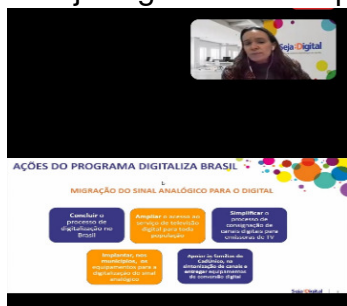 Seja Digital
AÇÕES DO PROGRAMA DIGITALIZA BRASIL
MIGRAÇÃO DO SINAL ANALÓGICO PARA O DIGITAL
Concluir o
processo de
digitalização no
Brasil
Ampliar o acesso ao
serviço de televisão
digital para toda
população
Simplificar o
processo de
consignação de
canais digitais para
emissoras de TV
Implantar, nos
municípios, os
equipamentos para a
digitalização do sinal
analógico
Apoiar as famílias do
CadÚnico, na
sintonização de canais e
entregar equipamentos
de conversão digital
Seja Digital